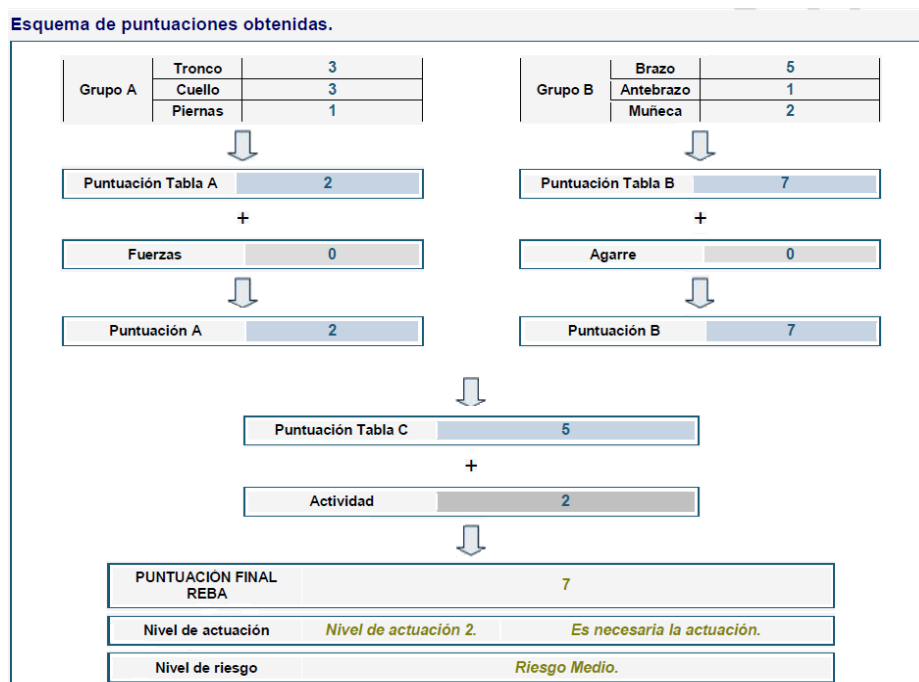 Esquema de puntuaciones obtenidas.
Grupo A
Tronco 3
Cuello 3
Piernas 1
Grupo B
Brazo 5
Antebrazo 1
Muñeca 2
Puntuación Tabla A 2
Puntuación Tabla B 7
+ +
Fuerzas 0
Agarre 0
Puntuación A 2
Puntuación B 7
Puntuación Tabla C 5
+
Actividad 2
PUNTUACIÓN FINAL
REBA
7
Nivel de actuación Nivel de actuación 2. Es necesaria la actuación.
Nivel de riesgo Riesgo Medio.